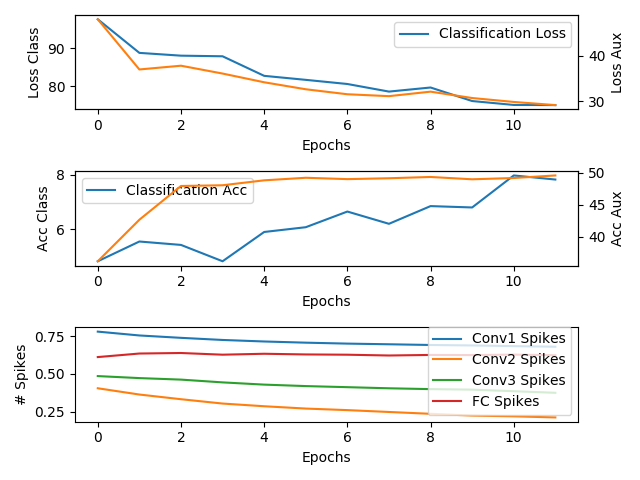 Loss Class
90
80
Classification Loss
40
30
Loss Aux
0 2 4 6 8 10
Epochs
Acc Class
8
6
Classification Acc
50
45
40
Acc Aux
0 2 4 6 8 10
Epochs
# Spikes
0.75
0.50
0.25
Conv1 Spikes
Conv2 Spikes
Conv3 Spikes
FC Spikes
0 2 4 6 8 10
Epochs